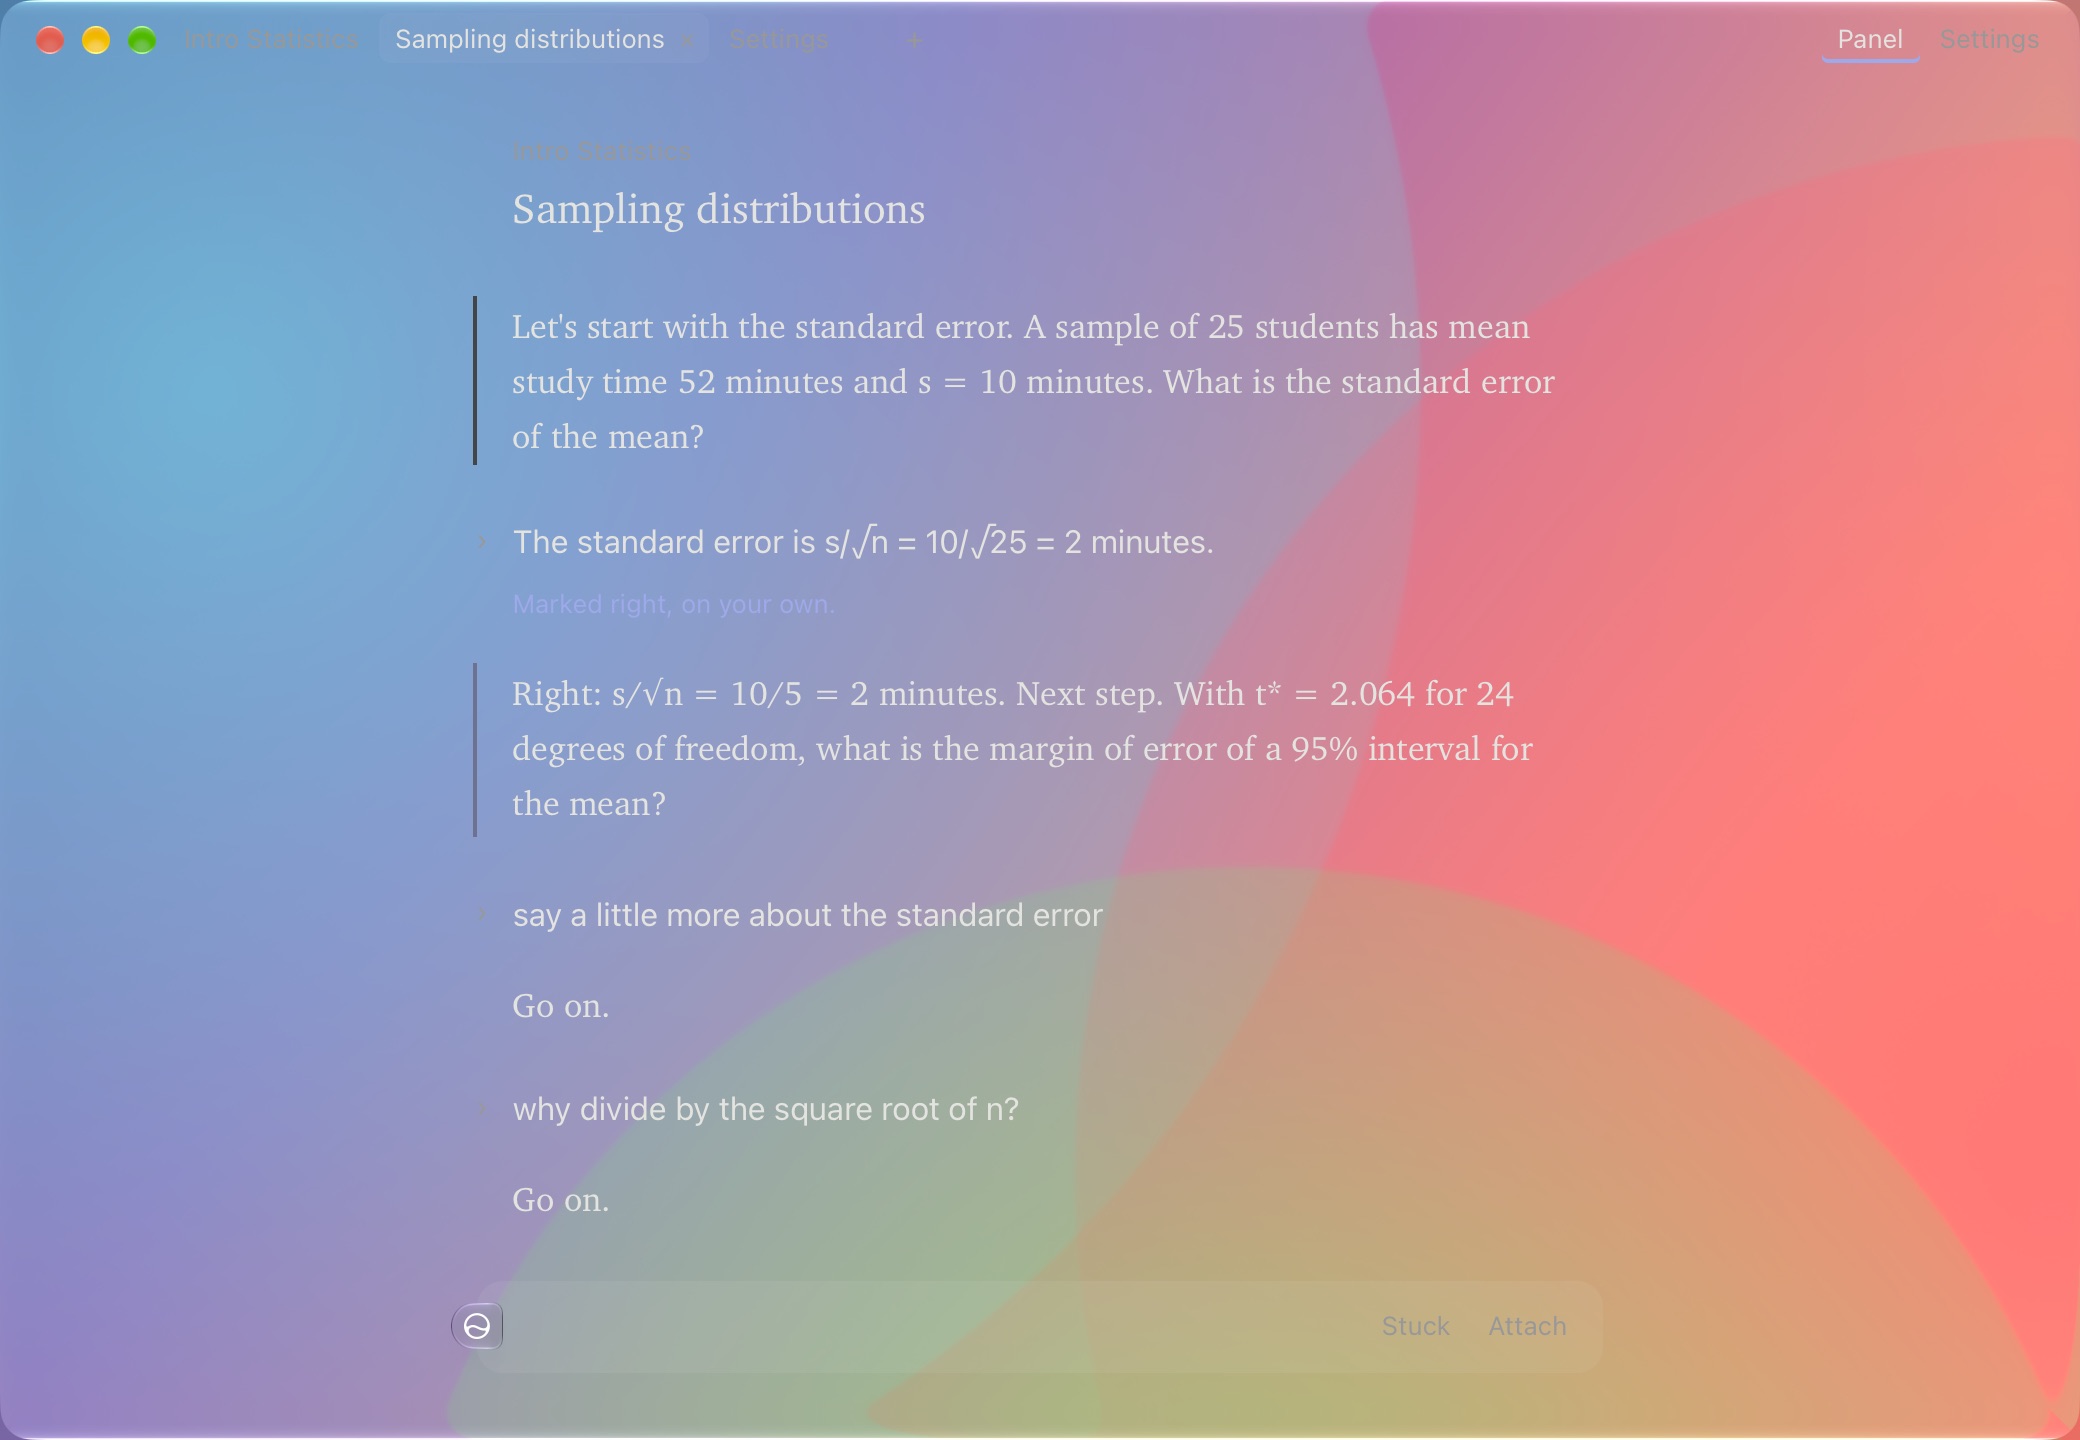 Intro Statistics
Sampling distributions ×
Settings
+
Panel
Settings
Intro Statistics
Sampling distributions
Let's start with the standard error. A sample of 25 students has mean
study time 52 minutes and s = 10 minutes. What is the standard error
of the mean?
› The standard error is s/√n = 10/√25 = 2 minutes.
Marked right, on your own.
Right: s/√n = 10/5 = 2 minutes. Next step. With t* = 2.064 for 24
degrees of freedom, what is the margin of error of a 95% interval for
the mean?
› say a little more about the standard error
Go on.
› why divide by the square root of n?
Go on.
Stuck
Attach